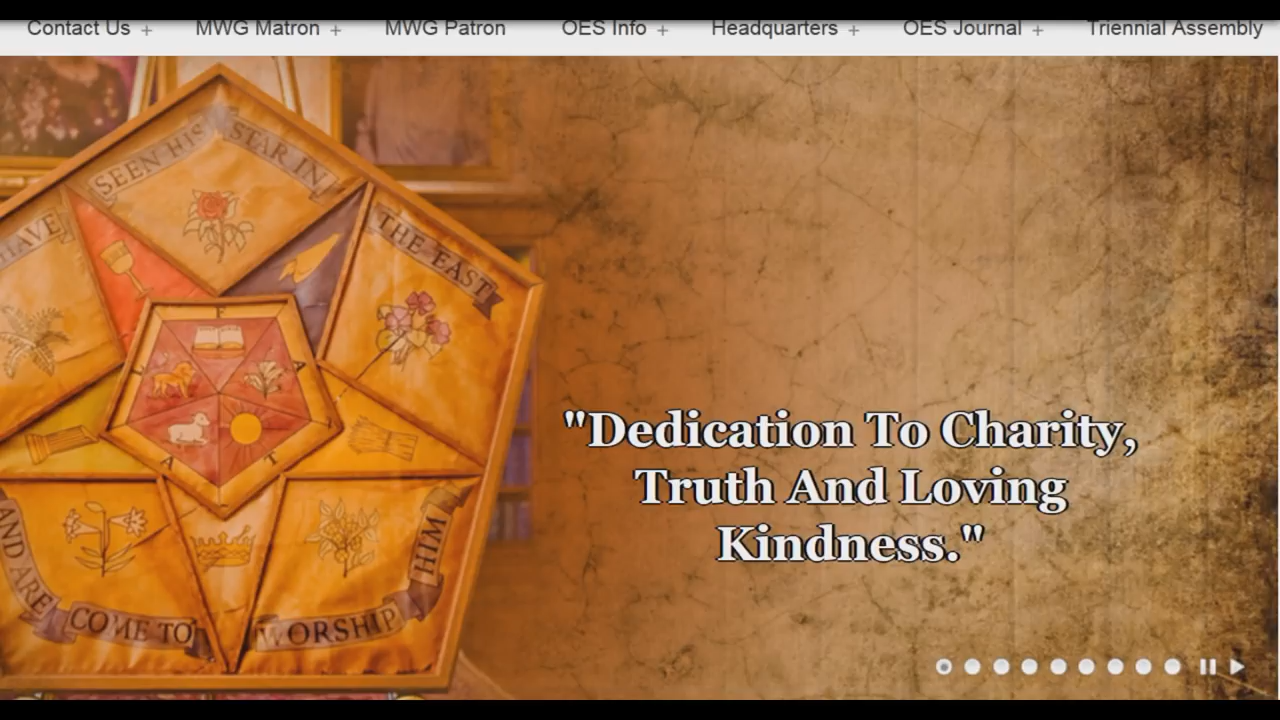 Contact Us + MWG Matron + MWG Patron OES Info + Headquarters + OES Journal + Triennial Assembly
SEEN HIS
STAR IN
HAVE
THE EAST
F
A
T
A
HIM
AND ARE
COME TO
WORSHIP
"Dedication To Charity,
Truth And Loving
Kindness."